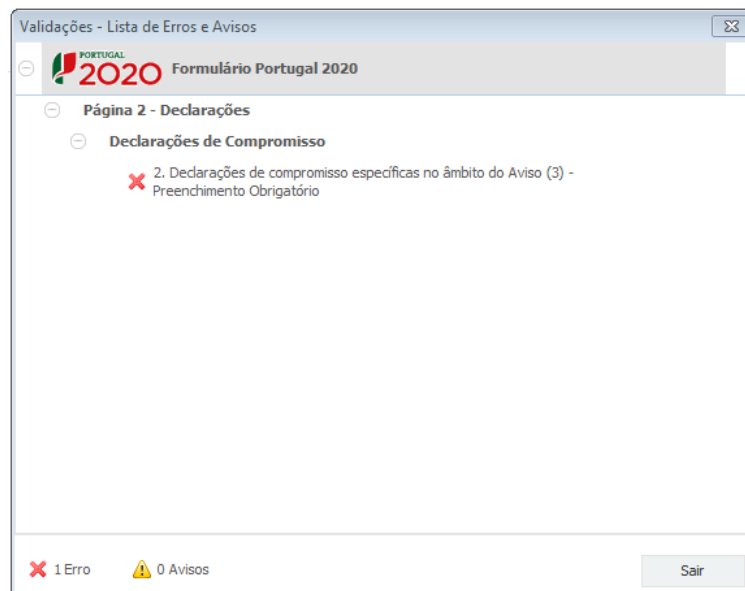 Validações - Lista de Erros e Avisos
PORTUGAL
2020 Formulário Portugal 2020
Página 2 - Declarações
Declarações de Compromisso
2. Declarações de compromisso específicas no âmbito do Aviso (3) -
Preenchimento Obrigatório
1 Erro 0 Avisos Sair